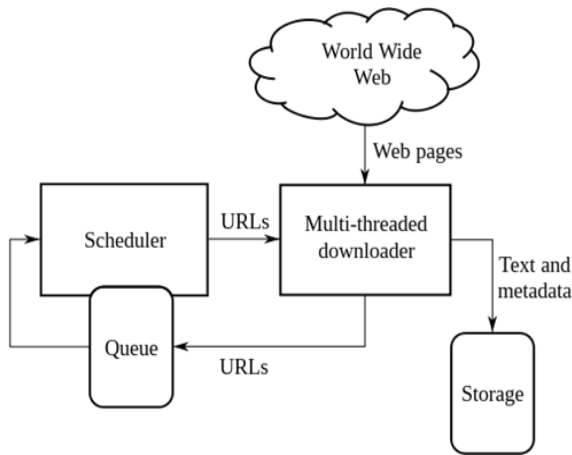 World Wide
Web
Web pages
Scheduler
URLs
Multi-threaded
downloader
Text and
metadata
Queue
URLs
Storage